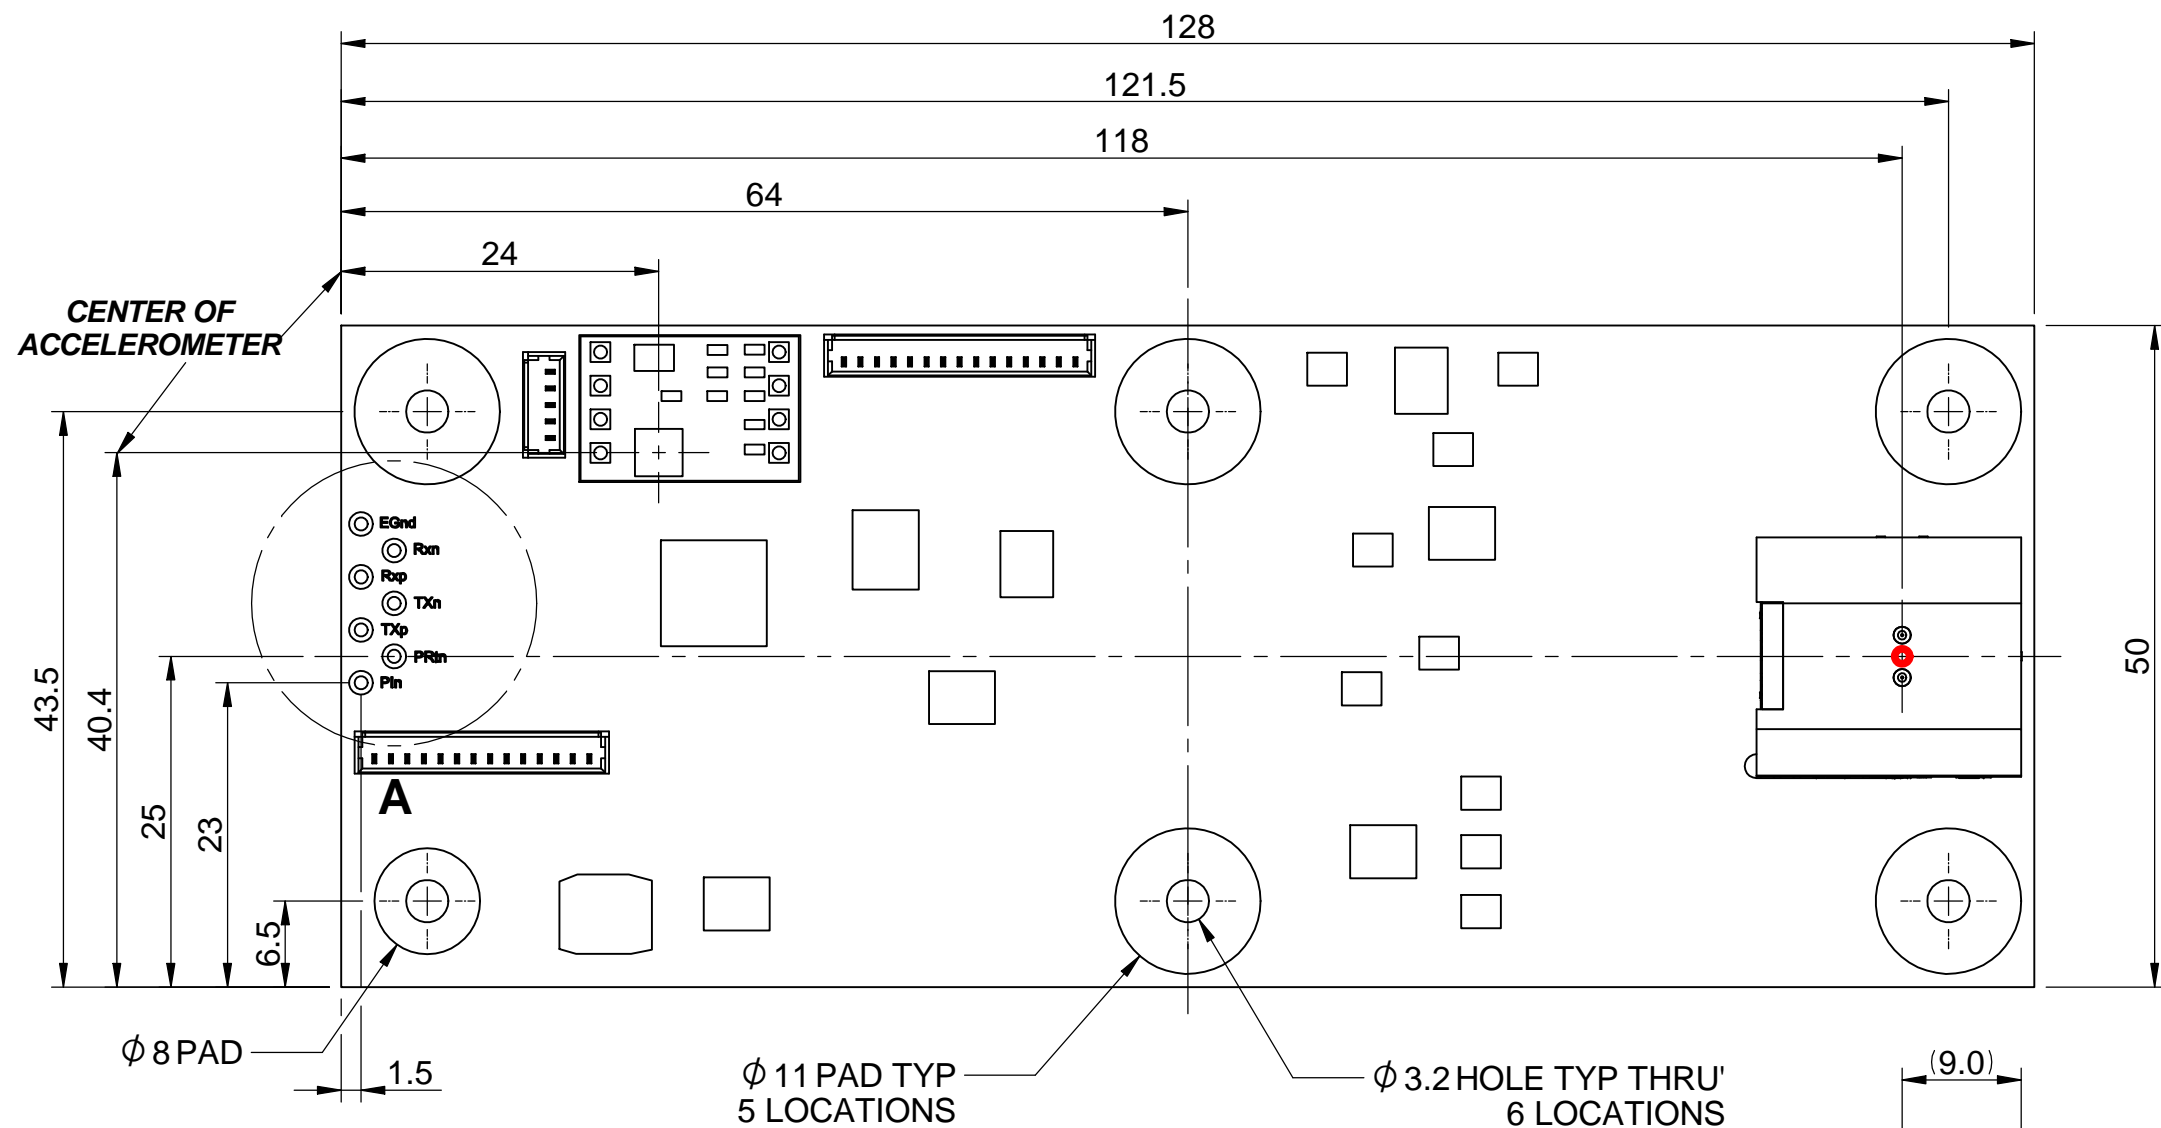 128
121.5
118
64
24
CENTER OF
ACCELEROMETER
EGnd
Rxn
Rxp
TXn
TXp
PRtn
PIn
A
43.5
40.4
25
23
6.5
50
ϕ 8 PAD
1.5
ϕ 11 PAD TYP
5 LOCATIONS
ϕ 3.2 HOLE TYP THRU'
6 LOCATIONS
(9.0)